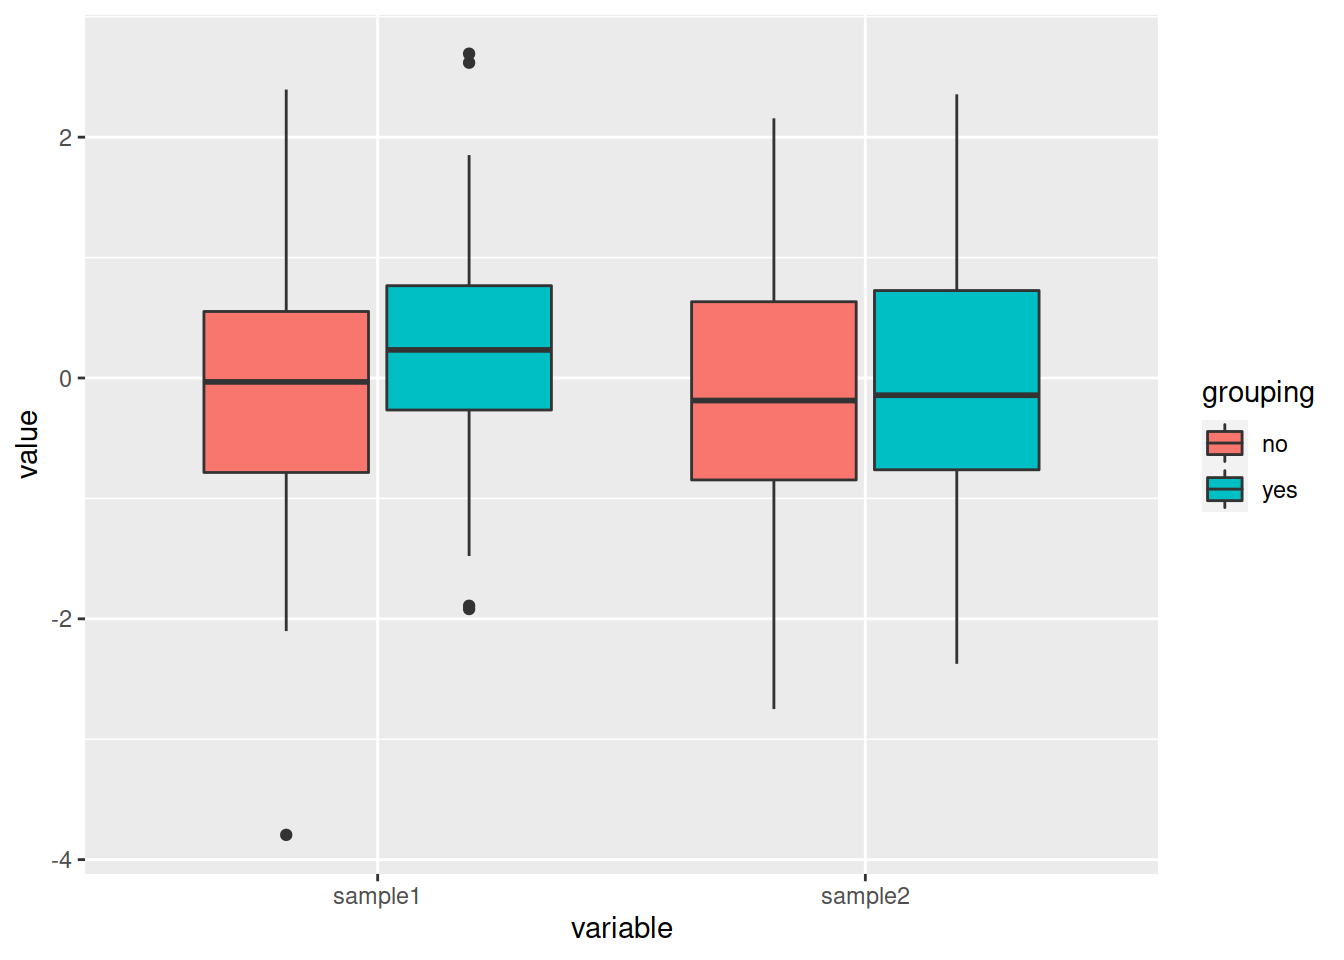 2
0
-2
-4
value
sample1
sample2
variable
grouping
no
yes